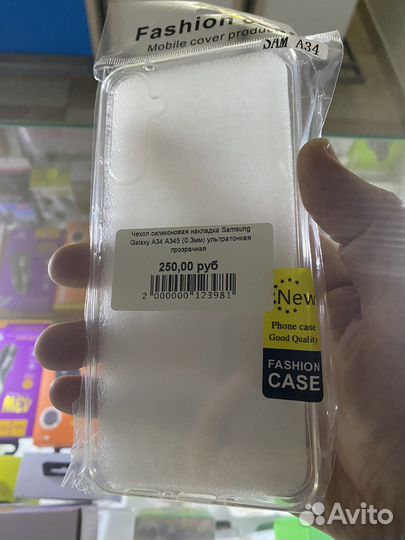 Fashion
Mobile cover produc
SAM A34
Чехол силиконовая накладка Samsung
Galaxy A34 A345 (0.3мм) ультратонкая
прозрачная
250,00 руб
2 000000 123981
New
Phone case
Good Quality
FASHION
CASE
Avito